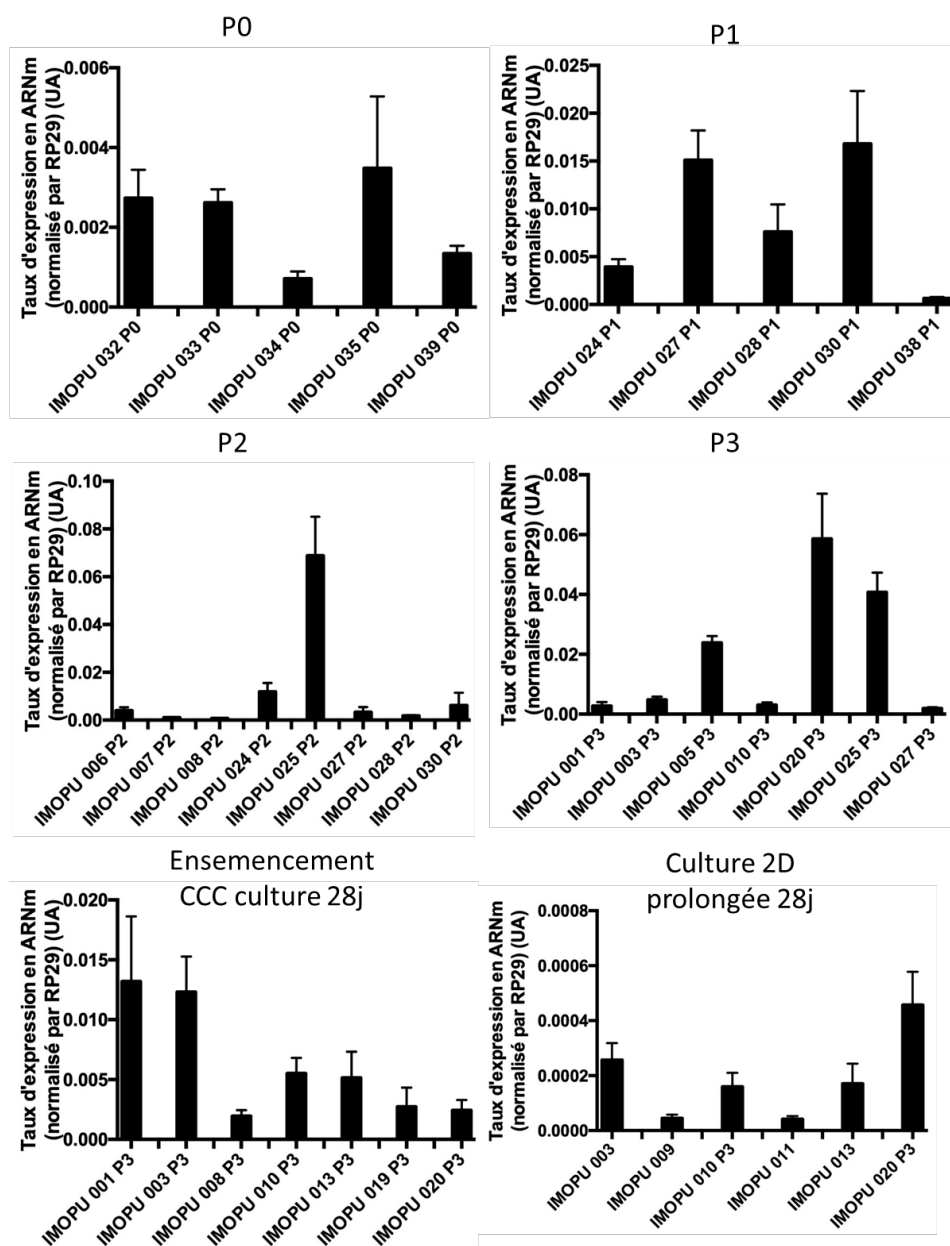 P0
Taux d'expression en ARNm
(normalisé par RP29) (UA)
0.006
0.004
0.002
0.000
IMOPU 032 P0
IMOPU 033 P0
IMOPU 034 P0
IMOPU 035 P0
IMOPU 039 P0
P1
Taux d'expression en ARNm
(normalisé par RP29) (UA)
0.025
0.020
0.015
0.010
0.005
0.000
IMOPU 024 P1
IMOPU 027 P1
IMOPU 028 P1
IMOPU 030 P1
IMOPU 038 P1
P2
Taux d'expression en ARNm
(normalisé par RP29) (UA)
0.10
0.08
0.06
0.04
0.02
0.00
IMOPU 006 P2
IMOPU 007 P2
IMOPU 008 P2
IMOPU 024 P2
IMOPU 025 P2
IMOPU 027 P2
IMOPU 028 P2
IMOPU 030 P2
P3
Taux d'expression en ARNm
(normalisé par RP29) (UA)
0.08
0.06
0.04
0.02
0.00
IMOPU 001 P3
IMOPU 003 P3
IMOPU 005 P3
IMOPU 010 P3
IMOPU 020 P3
IMOPU 025 P3
IMOPU 027 P3
Ensemencement
CCC culture 28j
Taux d'expression en ARNm
(normalisé par RP29) (UA)
0.020
0.015
0.010
0.005
0.000
IMOPU 001 P3
IMOPU 003 P3
IMOPU 008 P3
IMOPU 010 P3
IMOPU 013 P3
IMOPU 019 P3
IMOPU 020 P3
Culture 2D
prolongée 28j
Taux d'expression en ARNm
(normalisé par RP29) (UA)
0.0008
0.0006
0.0004
0.0002
0.0000
IMOPU 003
IMOPU 009
IMOPU 010 P3
IMOPU 011
IMOPU 013
IMOPU 020 P3